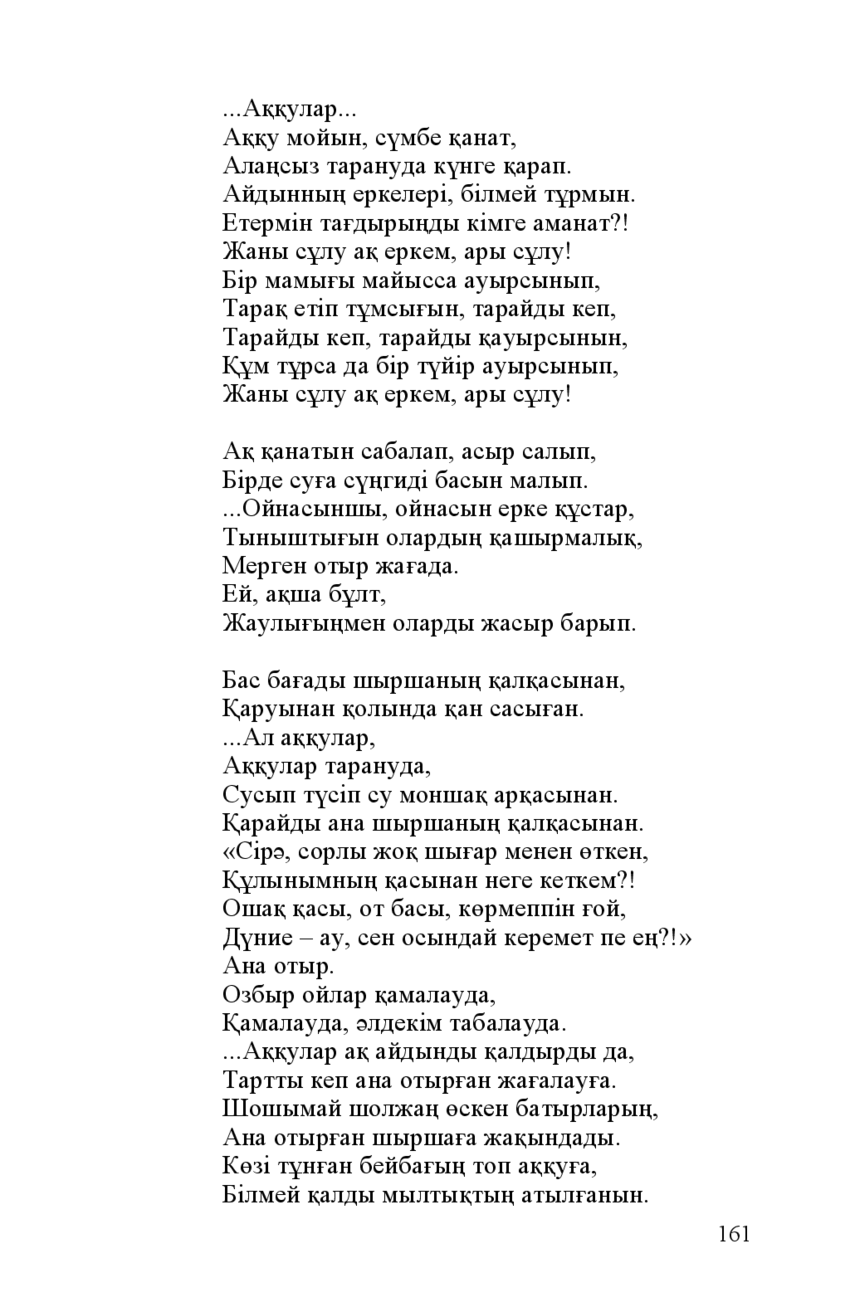 ...Аққулар...
Аққу мойын, сүмбе қанат,
Алаңсыз тарануда күнге қарап.
Айдынның еркелері, білмей тұрмын.
Етермін тағдырыңды кімге аманат?!
Жаны сұлу ақ еркем, ары сұлу!
Бір мамығы майысса ауырсынып,
Тарақ етіп тұмсығын, тарайды кеп,
Тарайды кеп, тарайды қауырсынын,
Құм тұрса да бір түйір ауырсынып,
Жаны сұлу ақ еркем, ары сұлу!
Ақ қанатын сабалап, асыр салып,
Бірде суға сүңгиді басын малып.
...Ойнасыншы, ойнасын ерке құстар,
Тыныштығын олардың қашырмалық,
Мерген отыр жағада.
Ей, ақша бұлт,
Жаулығыңмен оларды жасыр барып.
Бас бағады шыршаның қалқасынан,
Қаруынан қолында қан сасыған.
...Ал аққулар,
Аққулар тарануда,
Сусып түсіп су моншақ арқасынан.
Қарайды ана шыршаның қалқасынан.
«Сірә, сорлы жоқ шығар менен өткен,
Құлынымның қасынан неге кеткем?!
Ошақ қасы, от басы, көрмеппін ғой,
Дүние – ау, сен осындай керемет пе ең?!»
Ана отыр.
Озбыр ойлар қамалауда,
Қамалауда, әлдекім табалауда.
...Аққулар ақ айдынды қалдырды да,
Тартты кеп ана отырған жағалауға.
Шошымай шолжаң өскен батырларың,
Ана отырған шыршаға жақындады.
Көзі тұнған бейбағың топ аққуға,
Білмей қалды мылтықтың атылғанын.
161